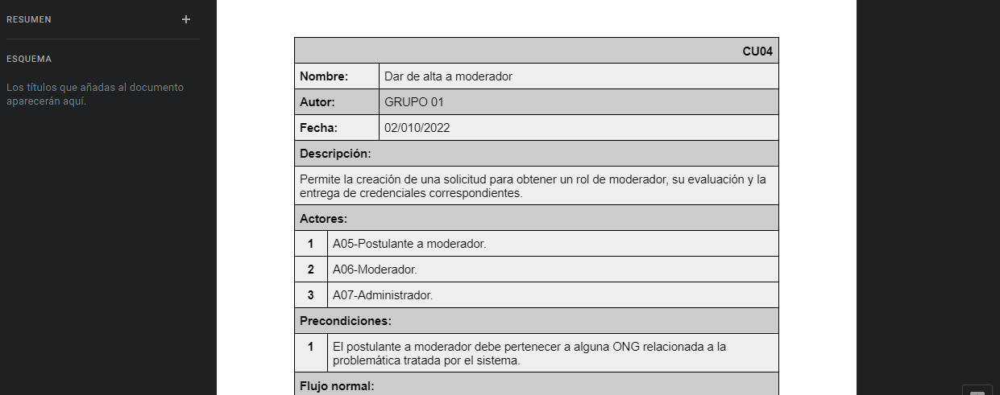 RESUMEN
ESQUEMA
Los títulos que añadas al documento
aparecerán aquí.
CU04
Nombre: Dar de alta a moderador
Autor: GRUPO 01
Fecha: 02/010/2022
Descripción:
Permite la creación de una solicitud para obtener un rol de moderador, su evaluación y la
entrega de credenciales correspondientes.
Actores:
1 A05-Postulante a moderador.
2 A06-Moderador.
3 A07-Administrador.
Precondiciones:
1 El postulante a moderador debe pertenecer a alguna ONG relacionada a la
problemática tratada por el sistema.
Flujo normal: